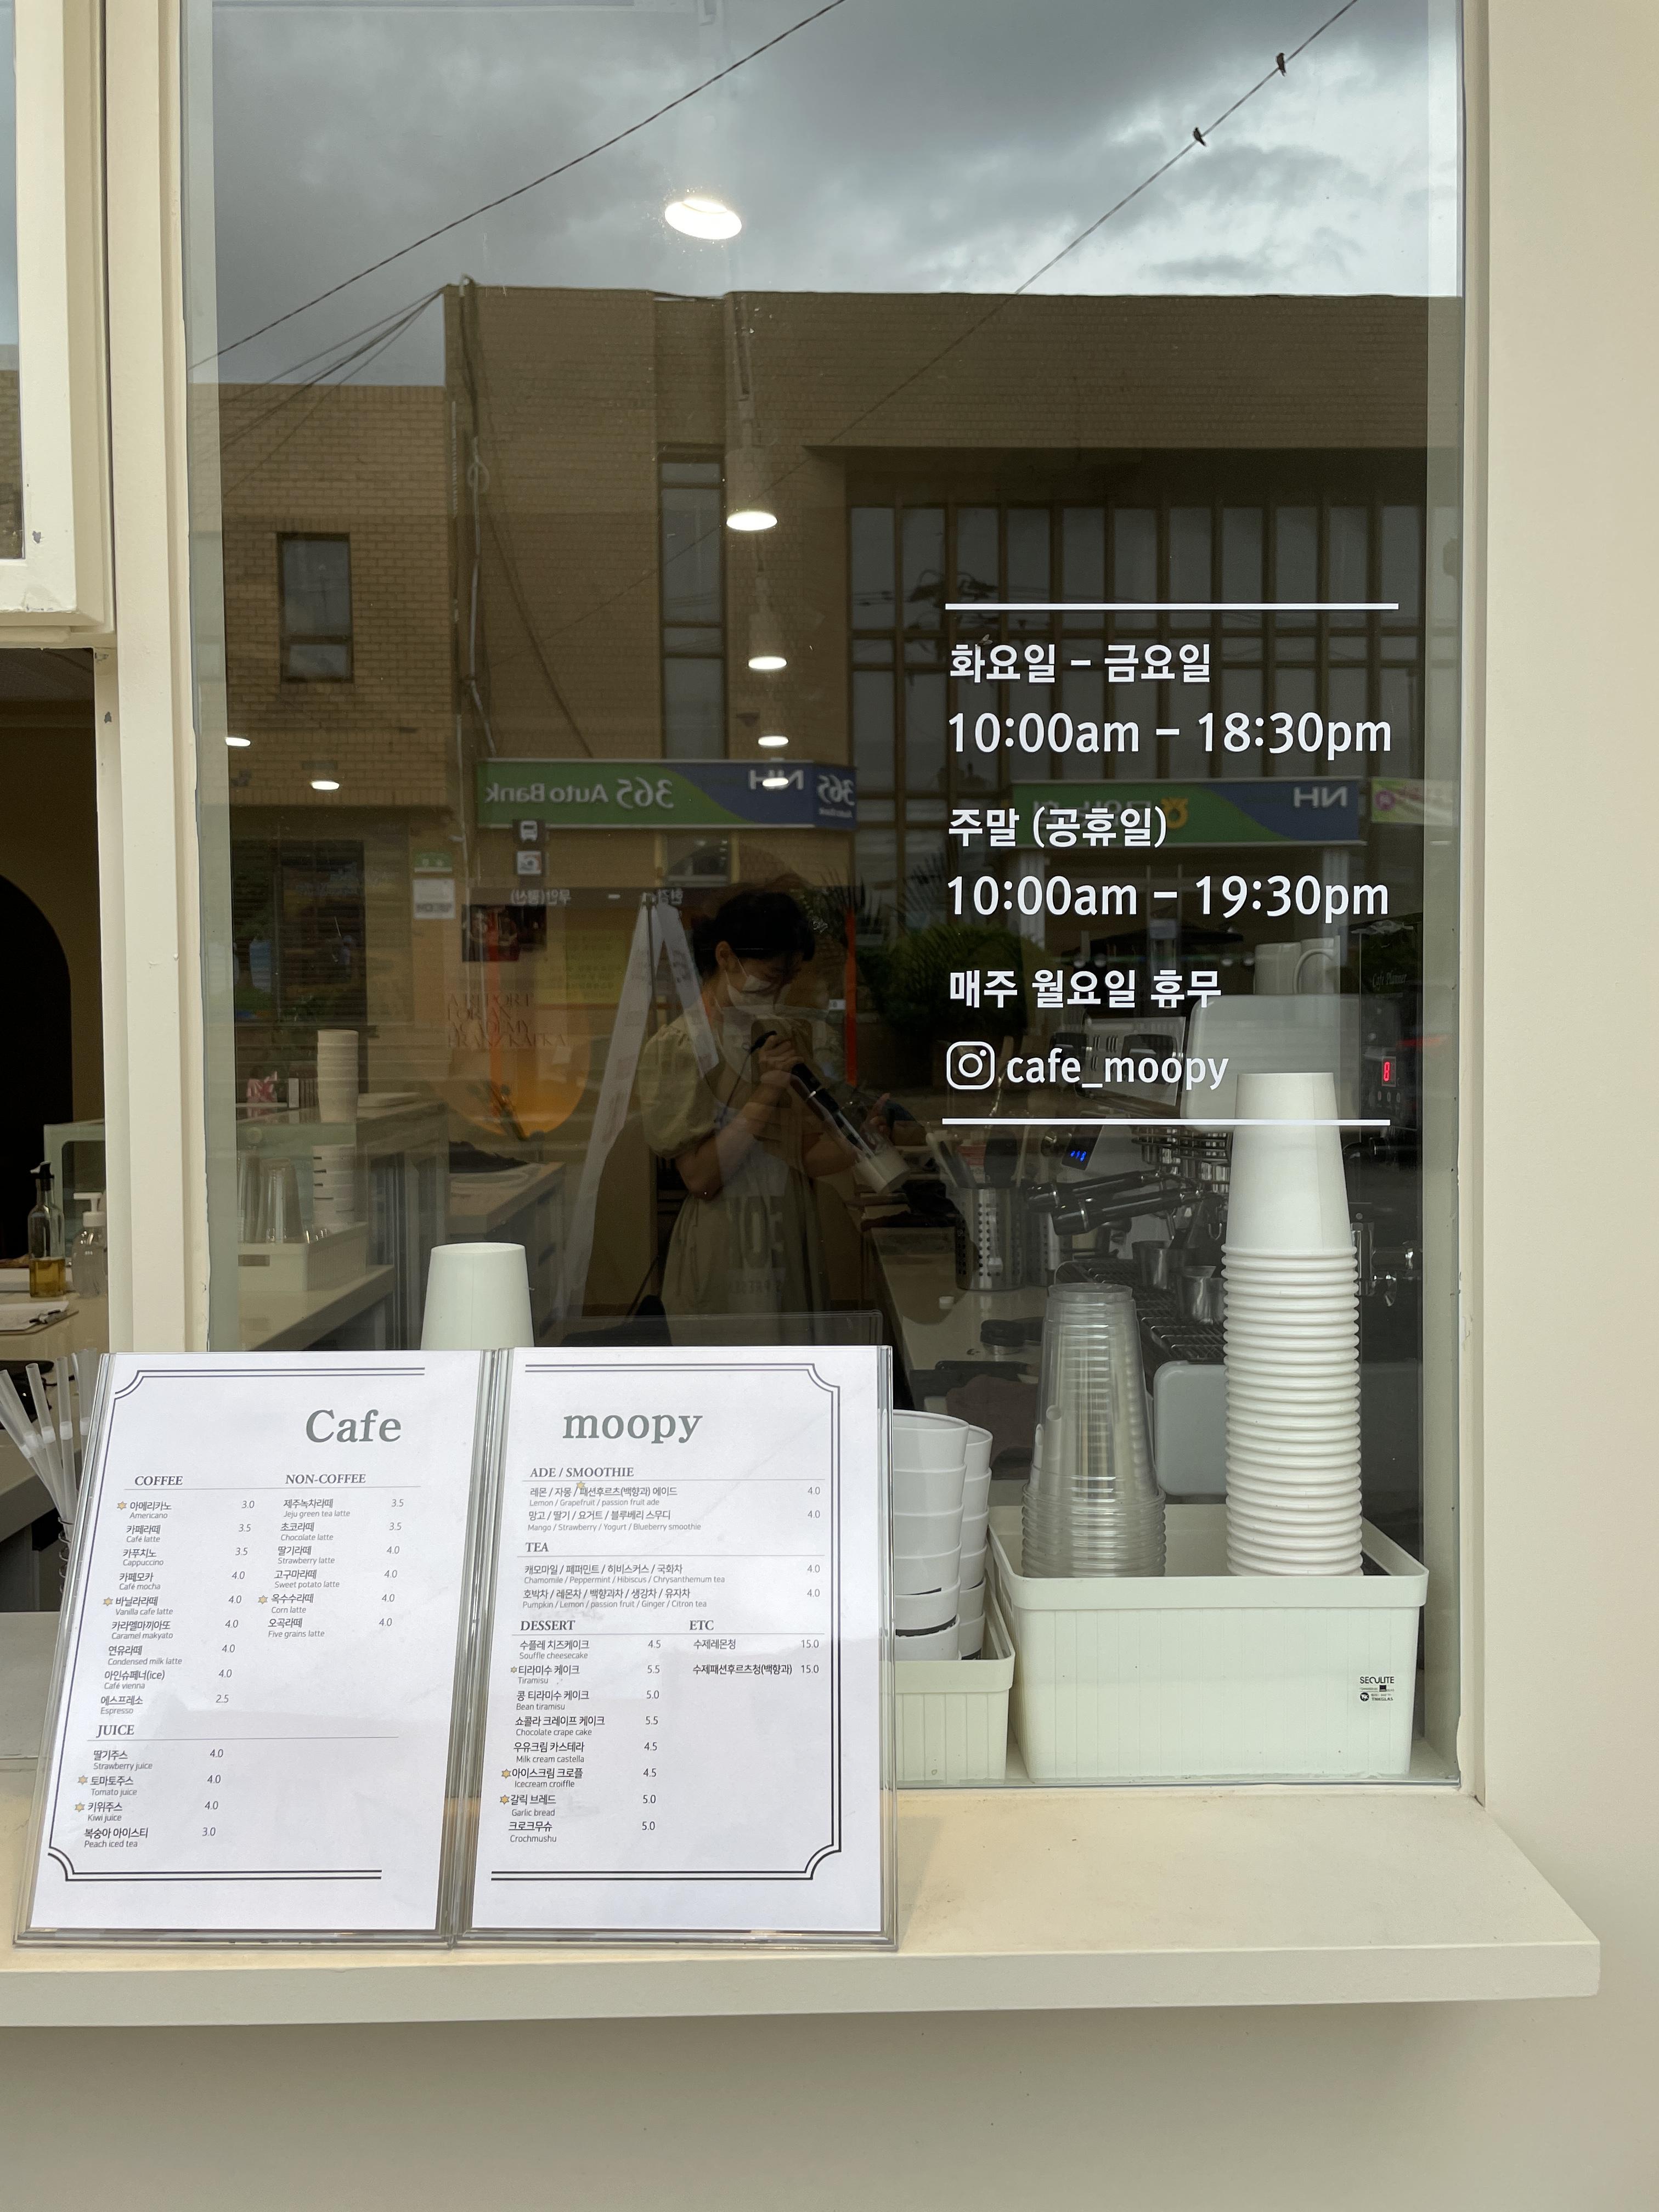 화요일 – 금요일
10:00am – 18:30pm
주말 (공휴일)
10:00am – 19:30pm
매주 월요일 휴무
cafe_moopy
365 Auto Bank
NH
365
NH
A REPORT
FOR AN
ACADEMY
FRANZ KAFKA
Cafe
COFFEE
아메리카노 3.0
Americano
카페라떼 3.5
Café latte
카푸치노 3.5
Cappuccino
카페모카 4.0
Café mocha
바닐라라떼 4.0
Vanilla cafe latte
카라멜마끼아또 4.0
Caramel makyato
연유라떼 4.0
Condensed milk latte
아인슈페너(ice) 4.0
Café vienna
에스프레소 2.5
Espresso
NON-COFFEE
제주녹차라떼 3.5
Jeju green tea latte
초코라떼 3.5
Chocolate latte
딸기라떼 4.0
Strawberry latte
고구마라떼 4.0
Sweet potato latte
옥수수라떼 4.0
Corn latte
오곡라떼 4.0
Five grains latte
JUICE
딸기주스 4.0
Strawberry juice
토마토주스 4.0
Tomato juice
키위주스 4.0
Kiwi juice
복숭아 아이스티 3.0
Peach iced tea
moopy
ADE / SMOOTHIE
레몬 / 자몽 / 패션후르츠(백향과) 에이드 4.0
Lemon / Grapefruit / passion fruit ade
망고 / 딸기 / 요거트 / 블루베리 스무디 4.0
Mango / Strawberry / Yogurt / Blueberry smoothie
TEA
캐모마일 / 페퍼민트 / 히비스커스 / 국화차 4.0
Chamomile / Peppermint / Hibiscus / Chrysanthemum tea
호박차 / 레몬차 / 백향과차 / 생강차 / 유자차 4.0
Pumpkin / Lemon / passion fruit / Ginger / Citron tea
DESSERT
수플레 치즈케이크 4.5
Souffle cheesecake
티라미수 케이크 5.5
Tiramisu
콩 티라미수 케이크 5.0
Bean tiramisu
쇼콜라 크레이프 케이크 5.5
Chocolate crape cake
우유크림 카스테라 4.5
Milk cream castella
아이스크림 크로플 4.5
Icecream croiffle
갈릭 브레드 5.0
Garlic bread
크로크무슈 5.0
Crochmushu
ETC
수제레몬청 15.0
수제패션후르츠청(백향과) 15.0
SEOULITE